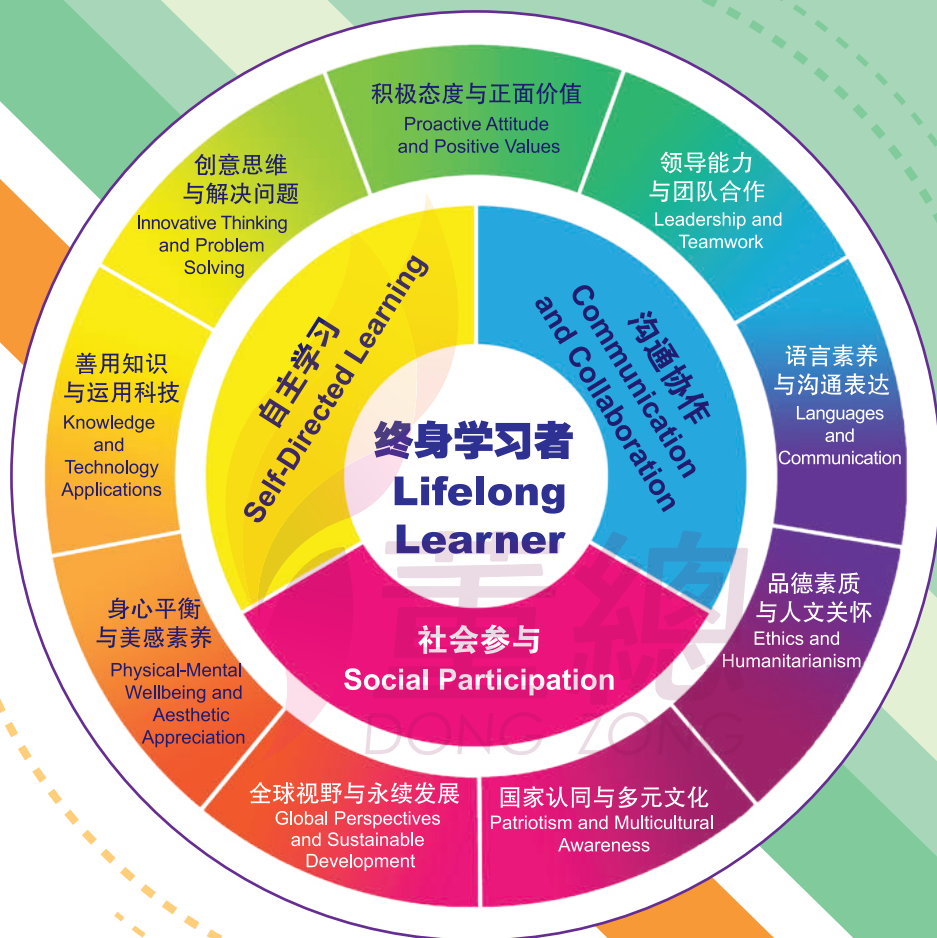 积极态度与正面价值
Proactive Attitude
and Positive Values
领导能力
与团队合作
Leadership and
Teamwork
语言素养
与沟通表达
Languages
and
Communication
品德素质
与人文关怀
Ethics and
Humanitarianism
国家认同与多元文化
Patriotism and Multicultural
Awareness
全球视野与永续发展
Global Perspectives
and Sustainable
Development
身心平衡
与美感素养
Physical-Mental
Wellbeing and
Aesthetic
Appreciation
善用知识
与运用科技
Knowledge
and
Technology
Applications
创意思维
与解决问题
Innovative Thinking
and Problem
Solving
自主学习
Self-Directed Learning
沟通协作
Communication
and Collaboration
社会参与
Social Participation
终身学习者
Lifelong
Learner
董總
DONG ZONG